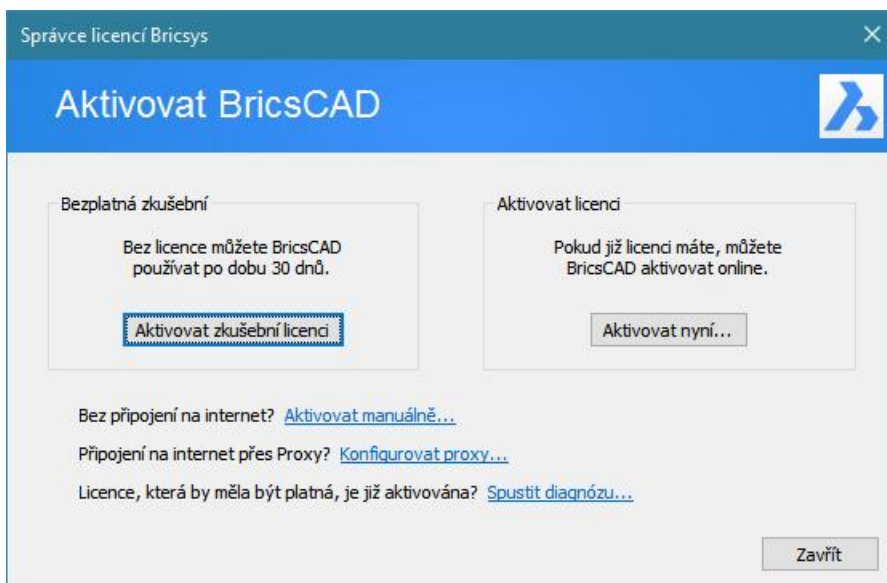 Správce licencí Bricsys
Aktivovat BricsCAD
Bezplatná zkušební
Bez licence můžete BricsCAD
používat po dobu 30 dnů.
Aktivovat zkušební licenci
Aktivovat licenci
Pokud již licenci máte, můžete
BricsCAD aktivovat online.
Aktivovat nyní...
Bez připojení na internet? Aktivovat manuálně...
Připojení na internet přes Proxy? Konfigurovat proxy...
Licence, která by měla být platná, je již aktivována? Spustit diagnózu...
Zavřít